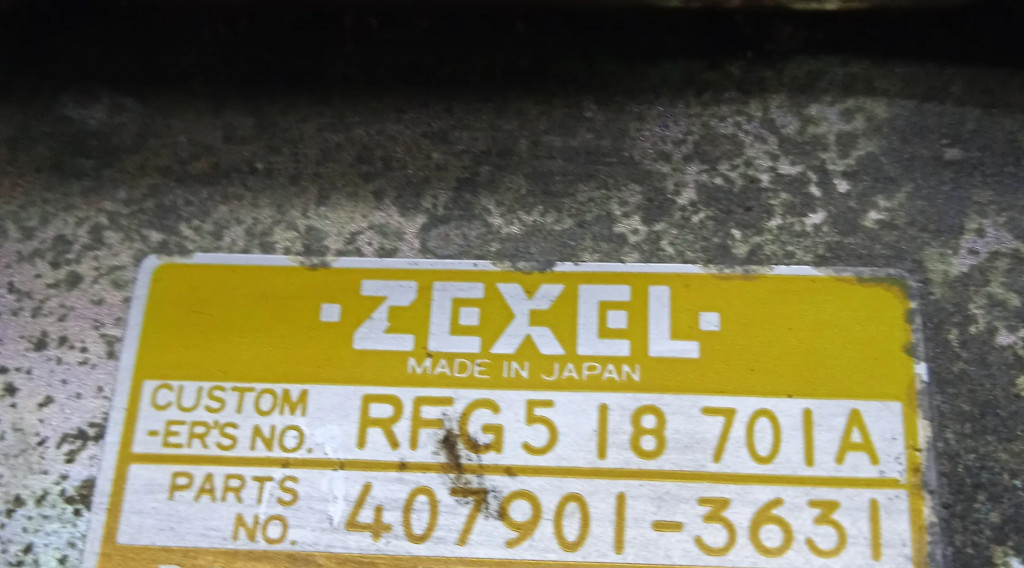 ·ZEXEL·
MADE IN JAPAN
CUSTOM
-ER'S NO. RFG5 18 701A
PARTS
NO. 407901-3631